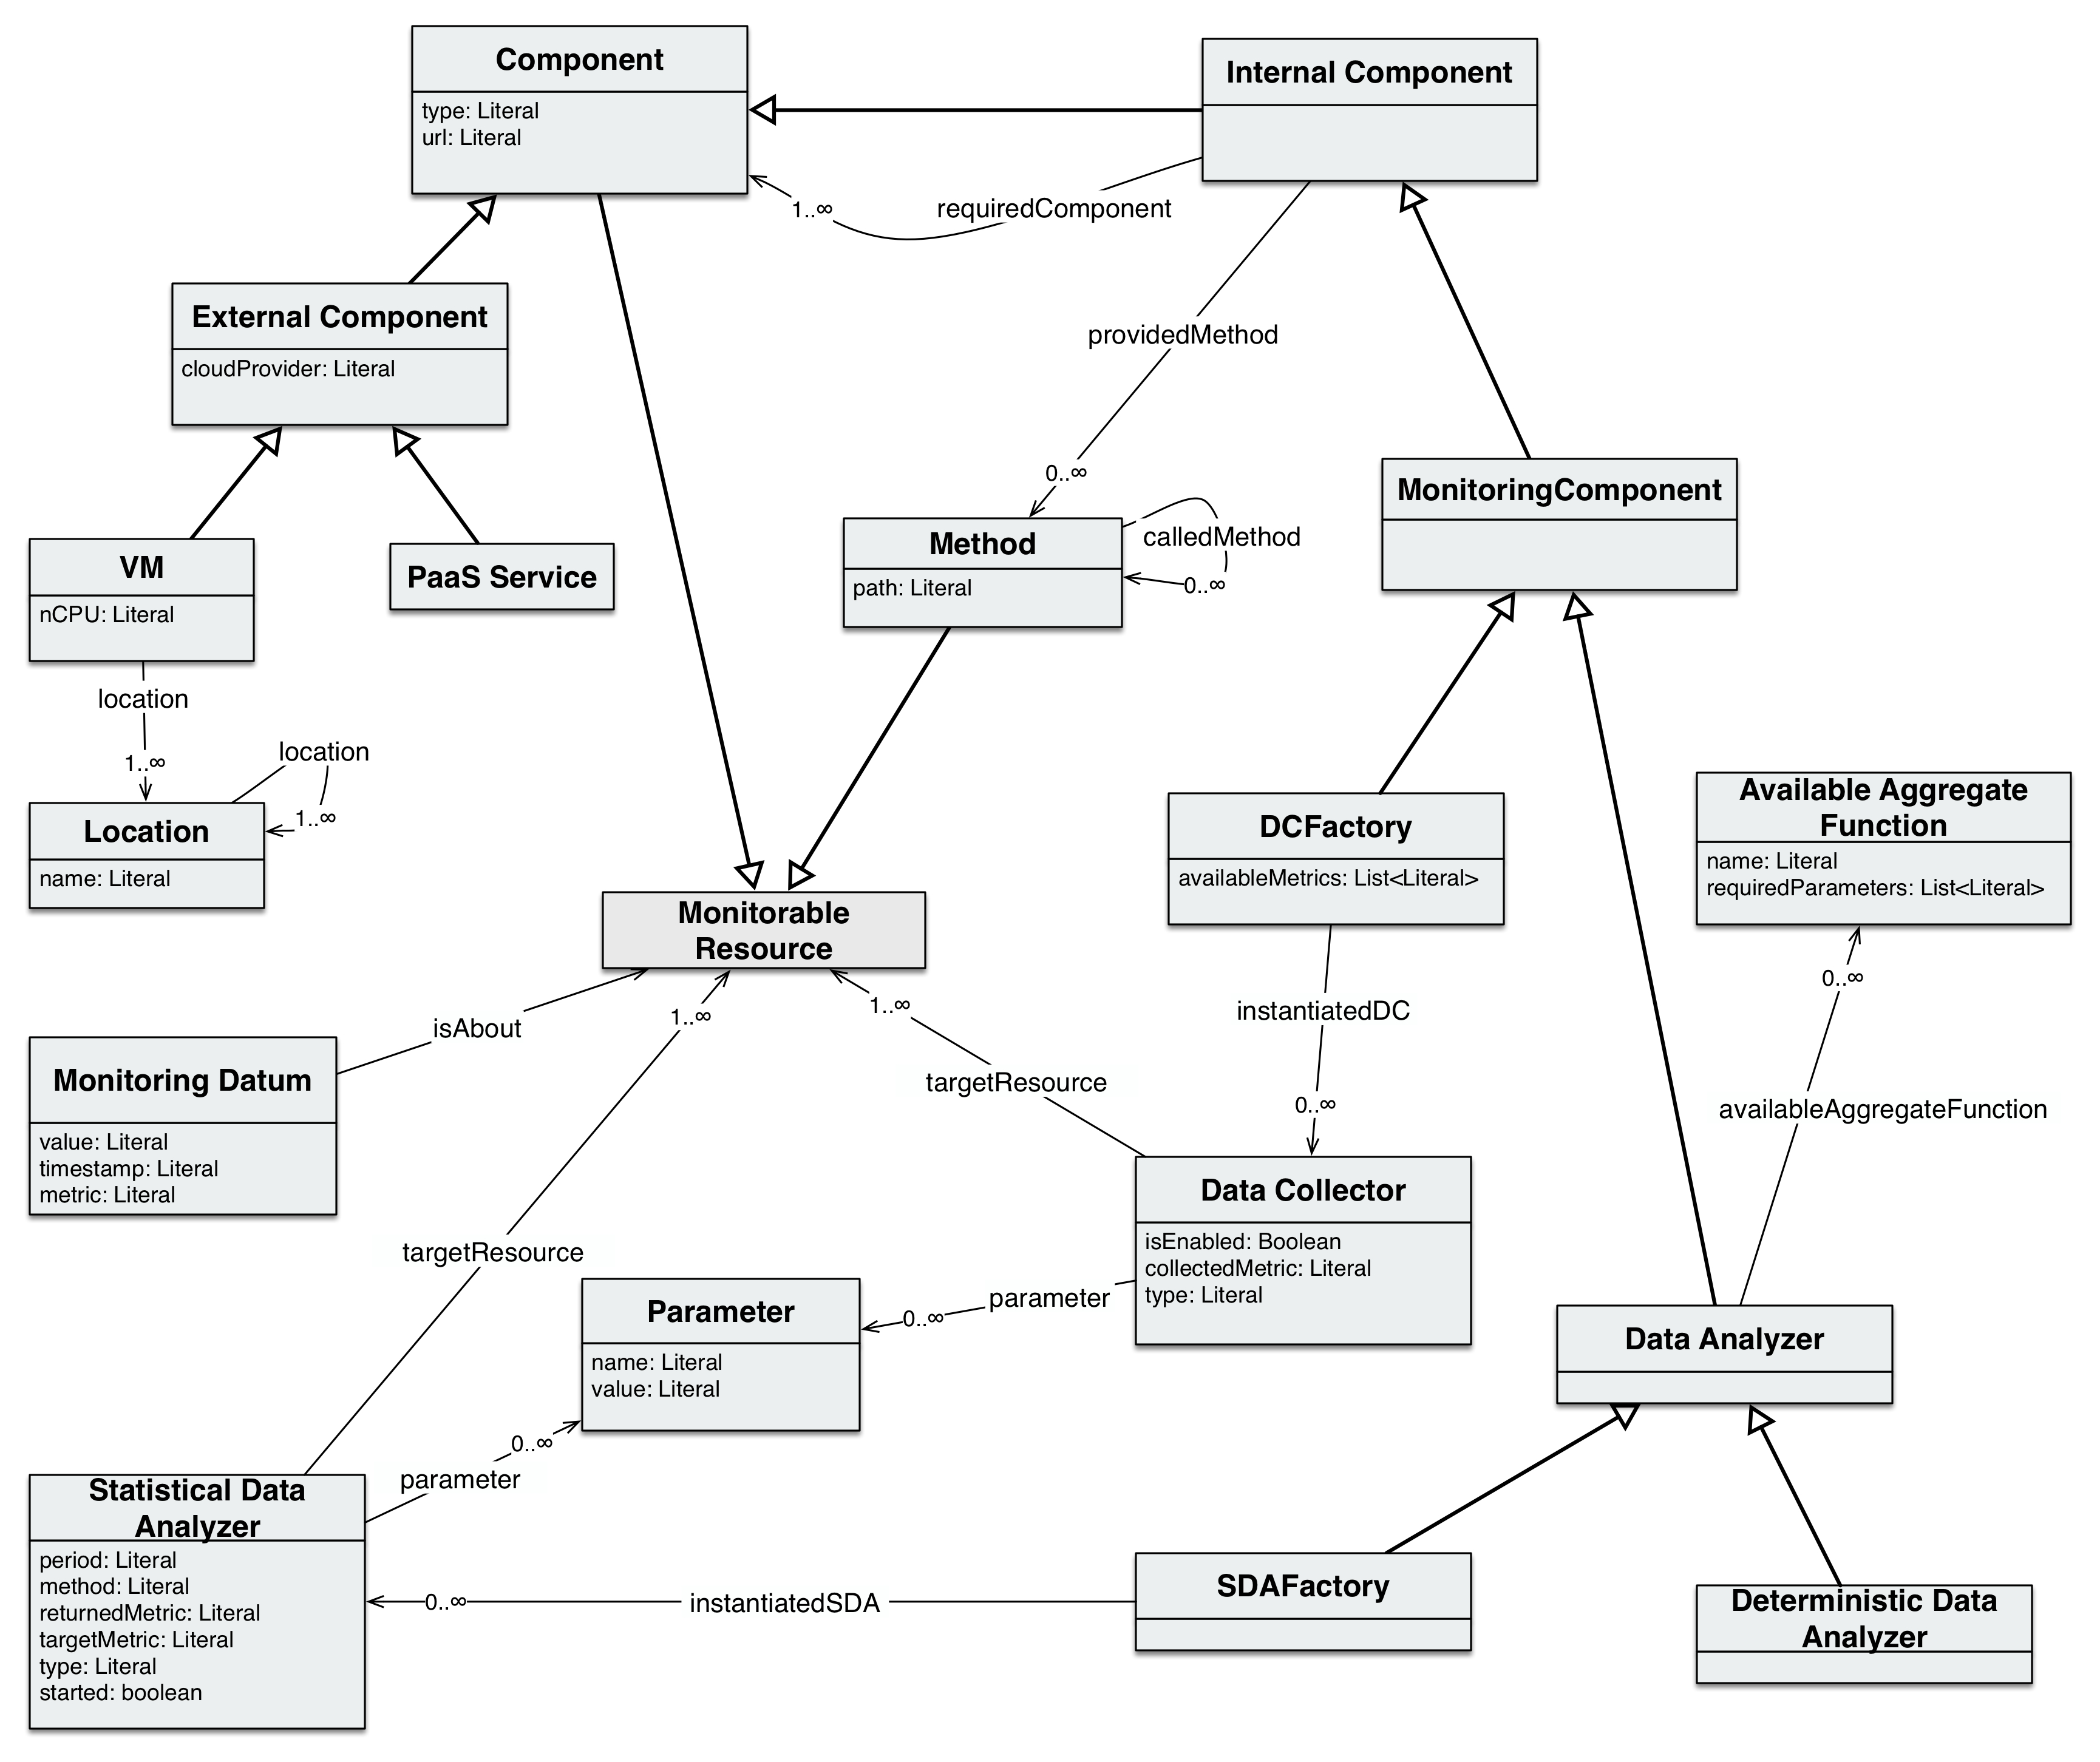 Component
type: Literal
url: Literal
Internal Component
1..∞
requiredComponent
External Component
cloudProvider: Literal
providedMethod
0..∞
MonitoringComponent
VM
nCPU: Literal
PaaS Service
Method
path: Literal
calledMethod
0..∞
location
1..∞
location
1..∞
Location
name: Literal
DCFactory
availableMetrics: List<Literal>
Available Aggregate
Function
name: Literal
requiredParameters: List<Literal>
Monitorable
Resource
isAbout
1..∞
1..∞
instantiatedDC
0..∞
0..∞
Monitoring Datum
value: Literal
timestamp: Literal
metric: Literal
targetResource
availableAggregateFunction
Data Collector
isEnabled: Boolean
collectedMetric: Literal
type: Literal
targetResource
Parameter
name: Literal
value: Literal
parameter
0..∞
Data Analyzer
0..∞
parameter
Statistical Data
Analyzer
period: Literal
method: Literal
returnedMetric: Literal
targetMetric: Literal
type: Literal
started: boolean
0..∞
instantiatedSDA
SDAFactory
Deterministic Data
Analyzer